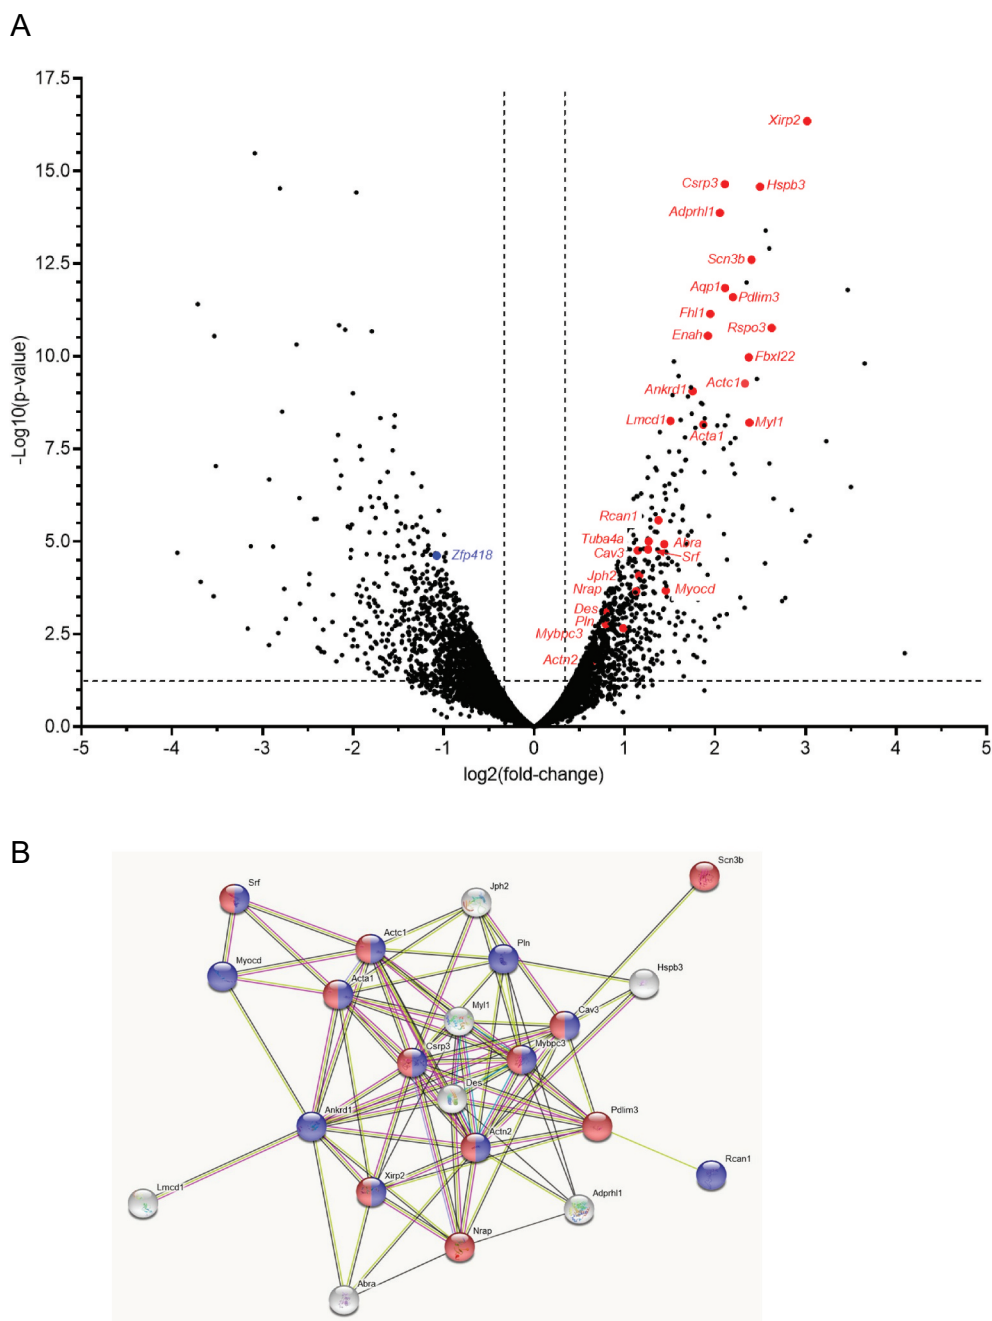 A
17.5
Xirp2
15.0
Csrp3
Hspb3
Adprhl1
12.5
Scn3b
Aqp1
Pdlim3
Fhl1
Rspo3
Enah
10.0
Fbxl22
Actc1
Ankrd1
Lmcd1
Myl1
Acta1
7.5
-Log10(p-value)
Rcan1
5.0
Tuba4a
Abra
Cav3
Srf
Zfp418
Jph2
Nrap
Myocd
Des
Pln
2.5
Mybpc3
Actn2
0.0
-5 -4 -3 -2 -1 0 1 2 3 4 5
log2(fold-change)
B
Scn3b
Srf
Jph2
Actc1
Pln
Myocd
Hspb3
Acta1
Myl1
Cav3
Csrp3
Mybpc3
Des
Ankrd1
Pdlim3
Actn2
Rcan1
Xirp2
Lmcd1
Adprhl1
Nrap
Abra